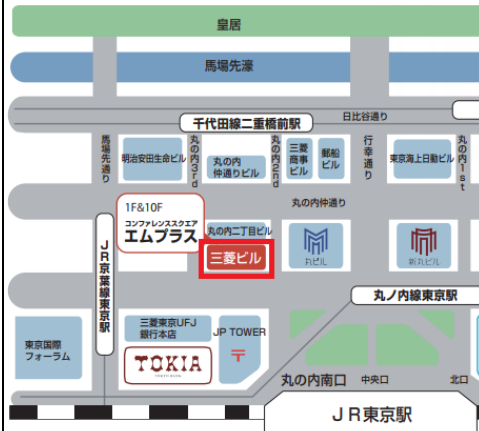 皇居
馬場先濠
日比谷通り
千代田線二重橋前駅
馬場先通り
明治安田生命ビル
丸の内3rd
丸の内
仲通りビル
丸の内2nd
三菱
商事
ビル
郵船
ビル
行幸通り
東京海上日動ビル
丸の内1st
丸の内仲通り
1F&10F
コンファレンススクエア
エムプラス
丸の内二丁目ビル
三菱ビル
丸ビル
新丸ビル
JR京葉線東京駅
丸ノ内線東京駅
東京国際
フォーラム
三菱東京UFJ
銀行本店
TOKIA
JP TOWER
〒
丸の内南口
中央口
北口
JR東京駅